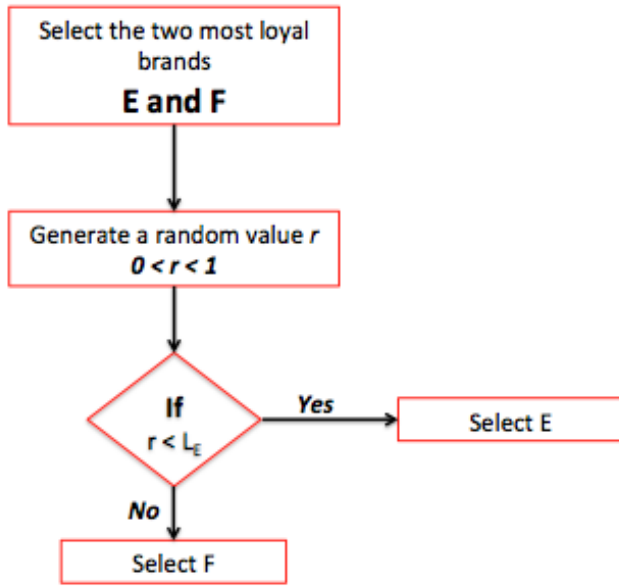 Select the two most loyal
brands
E and F
Generate a random value r
0 < r < 1
If
r < L_E
Yes
Select E
No
Select F